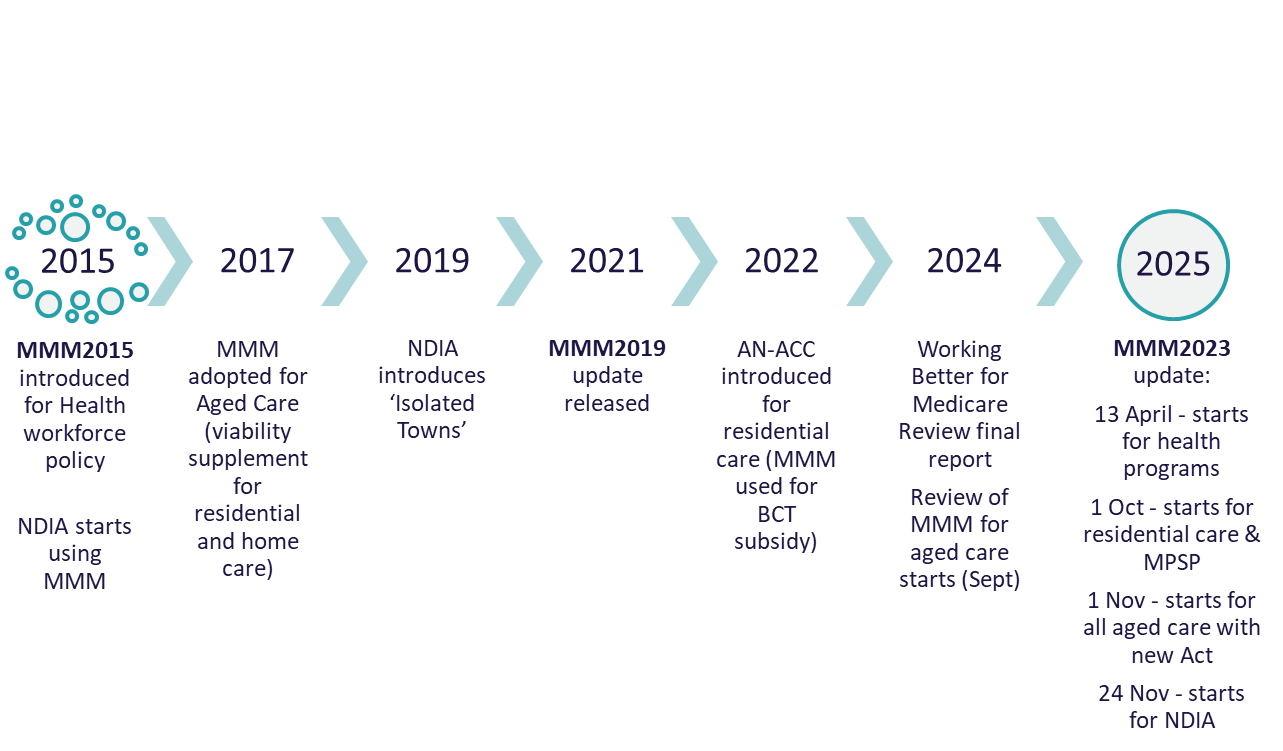 2015
MMM2015
introduced
for Health
workforce
policy
NDIA starts
using
MMM
2017
MMM
adopted for
Aged Care
(viability
supplement
for
residential
and home
care)
2019
NDIA
introduces
‘Isolated
Towns’
2021
MMM2019
update
released
2022
AN-ACC
introduced
for
residential
care (MMM
used for
BCT
subsidy)
2024
Working
Better for
Medicare
Review final
report
Review of
MMM for
aged care
starts (Sept)
2025
MMM2023
update:
13 April - starts
for health
programs
1 Oct - starts for
residential care &
MPSP
1 Nov - starts for
all aged care with
new Act
24 Nov - starts
for NDIA